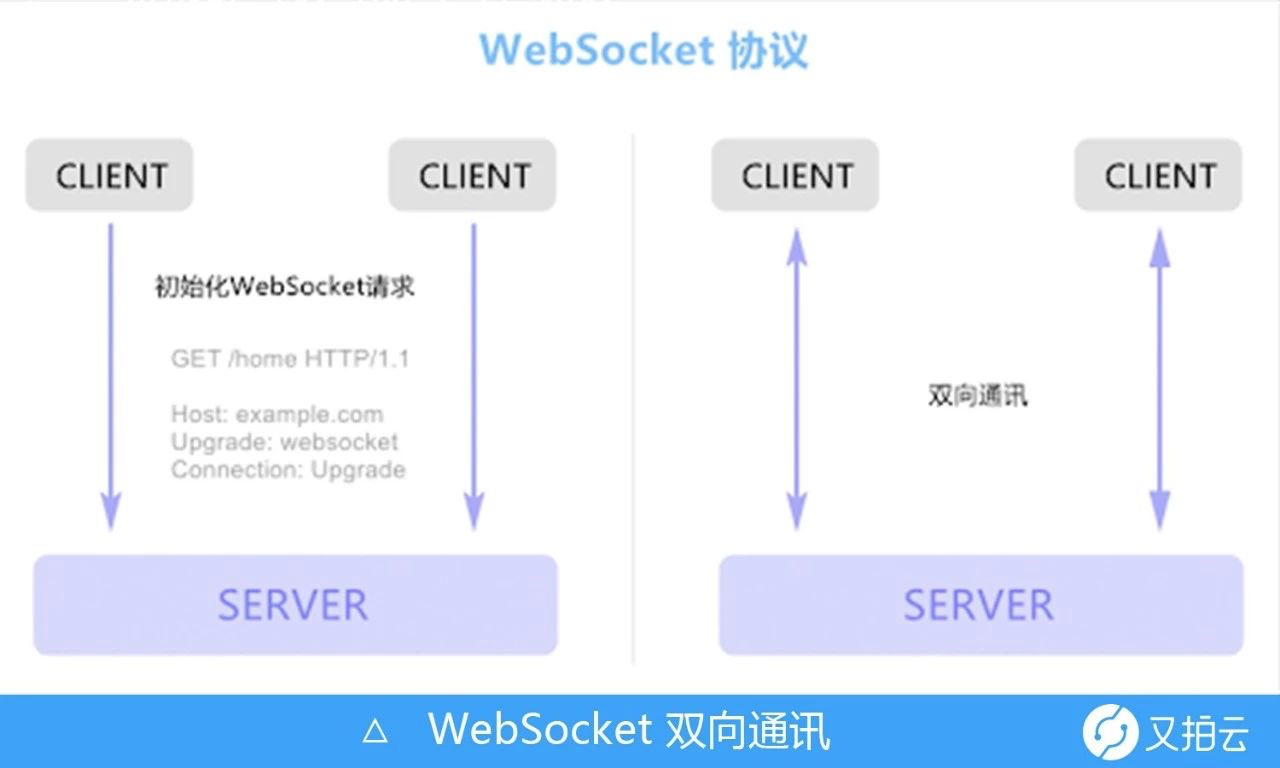 WebSocket 协议
CLIENT
CLIENT
初始化WebSocket请求
GET /home HTTP/1.1
Host: example.com
Upgrade: websocket
Connection: Upgrade
SERVER
CLIENT
CLIENT
双向通讯
SERVER
△ WebSocket 双向通讯
又拍云